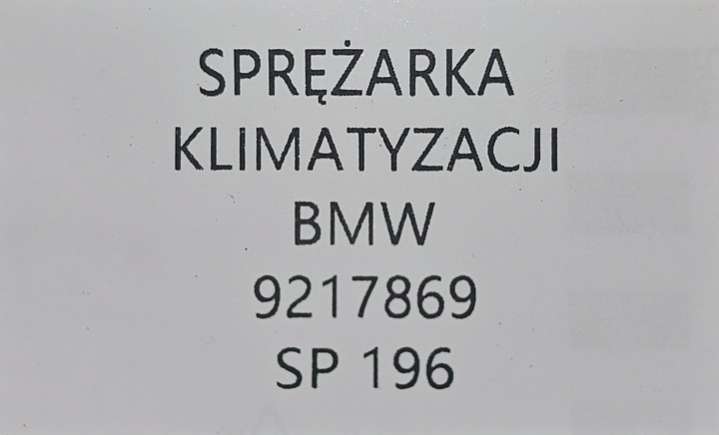 SPRĘŻARKA
KLIMATYZACJI
BMW
9217869
SP 196